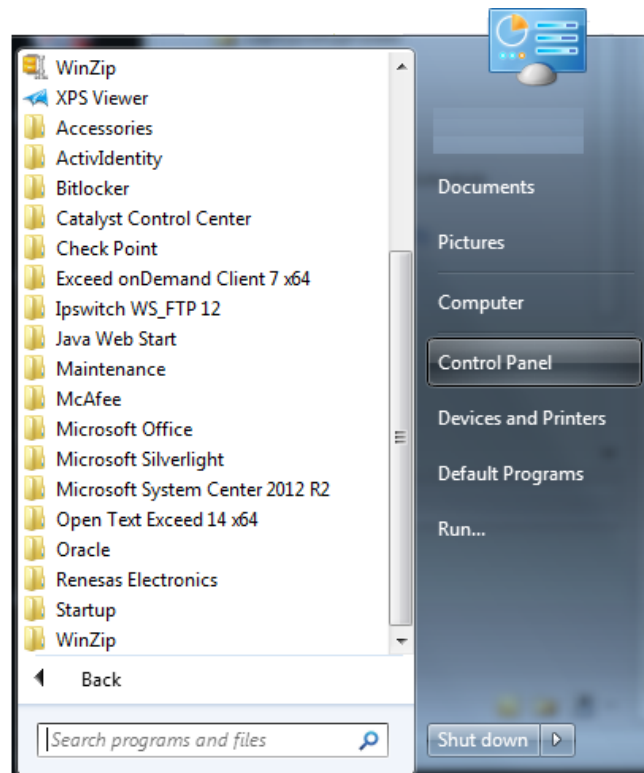 WinZip
XPS Viewer
Accessories
ActivIdentity
Bitlocker
Catalyst Control Center
Check Point
Exceed onDemand Client 7 x64
Ipswitch WS_FTP 12
Java Web Start
Maintenance
McAfee
Microsoft Office
Microsoft Silverlight
Microsoft System Center 2012 R2
Open Text Exceed 14 x64
Oracle
Renesas Electronics
Startup
WinZip
Back
Search programs and files
Documents
Pictures
Computer
Control Panel
Devices and Printers
Default Programs
Run...
Shut down